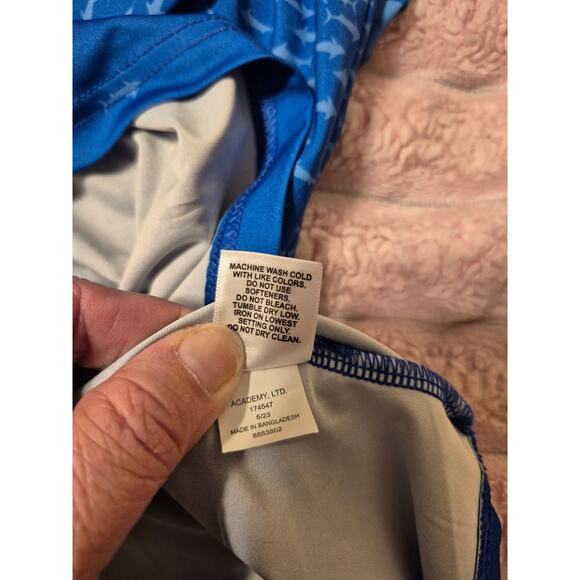 MACHINE WASH COLD
WITH LIKE COLORS.
DO NOT USE
SOFTENERS.
DO NOT BLEACH.
TUMBLE DRY LOW.
IRON ON LOWEST
SETTING ONLY.
DO NOT DRY CLEAN.
ACADEMY, LTD.
174547
5/23
MADE IN BANGLADESH
6883802